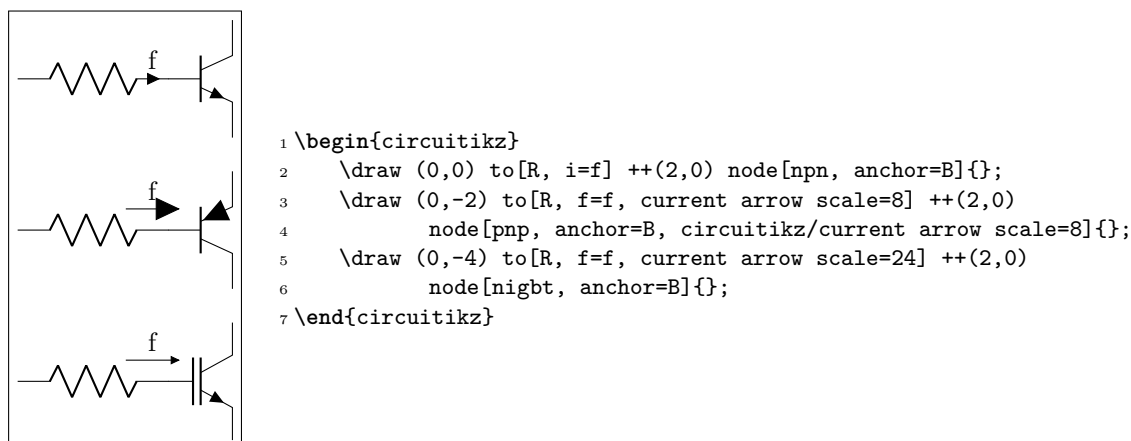 f
f
f
1 \begin{circuitikz}
2 \draw (0,0) to[R, i=f] ++(2,0) node[npn, anchor=B]{};
3 \draw (0,-2) to[R, f=f, current arrow scale=8] ++(2,0)
4 node[pnp, anchor=B, circuitikz/current arrow scale=8]{};
5 \draw (0,-4) to[R, f=f, current arrow scale=24] ++(2,0)
6 node[nigbt, anchor=B]{};
7 \end{circuitikz}